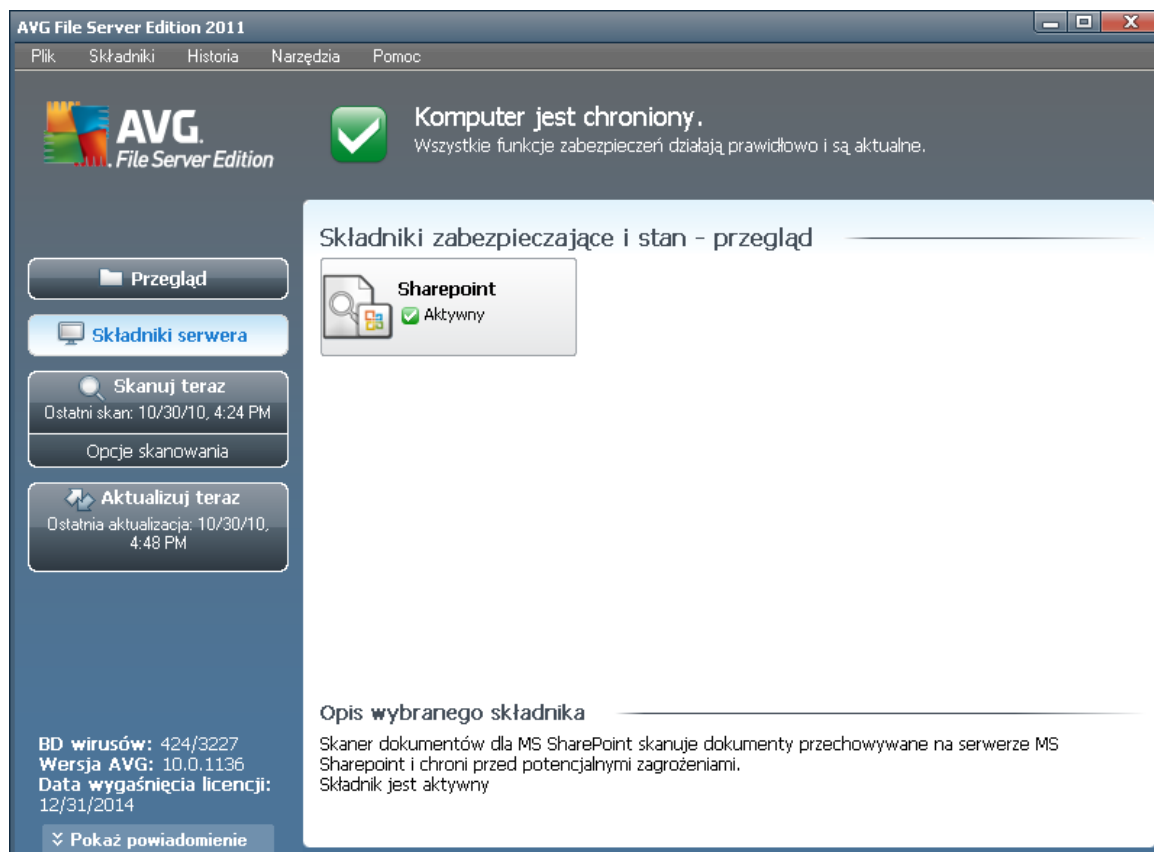 AVG File Server Edition 2011
Plik Składniki Historia Narzędzia Pomoc
AVG.
File Server Edition
Komputer jest chroniony.
Wszystkie funkcje zabezpieczeń działają prawidłowo i są aktualne.
Składniki zabezpieczające i stan - przegląd
Przegląd
Składniki serwera
Skanuj teraz
Ostatni skan: 10/30/10, 4:24 PM
Opcje skanowania
Aktualizuj teraz
Ostatnia aktualizacja: 10/30/10,
4:48 PM
Sharepoint
Aktywny
Opis wybranego składnika
Skaner dokumentów dla MS SharePoint skanuje dokumenty przechowywane na serwerze MS
Sharepoint i chroni przed potencjalnymi zagrożeniami.
Składnik jest aktywny
BD wirusów: 424/3227
Wersja AVG: 10.0.1136
Data wygaśnięcia licencji:
12/31/2014
Pokaż powiadomienie